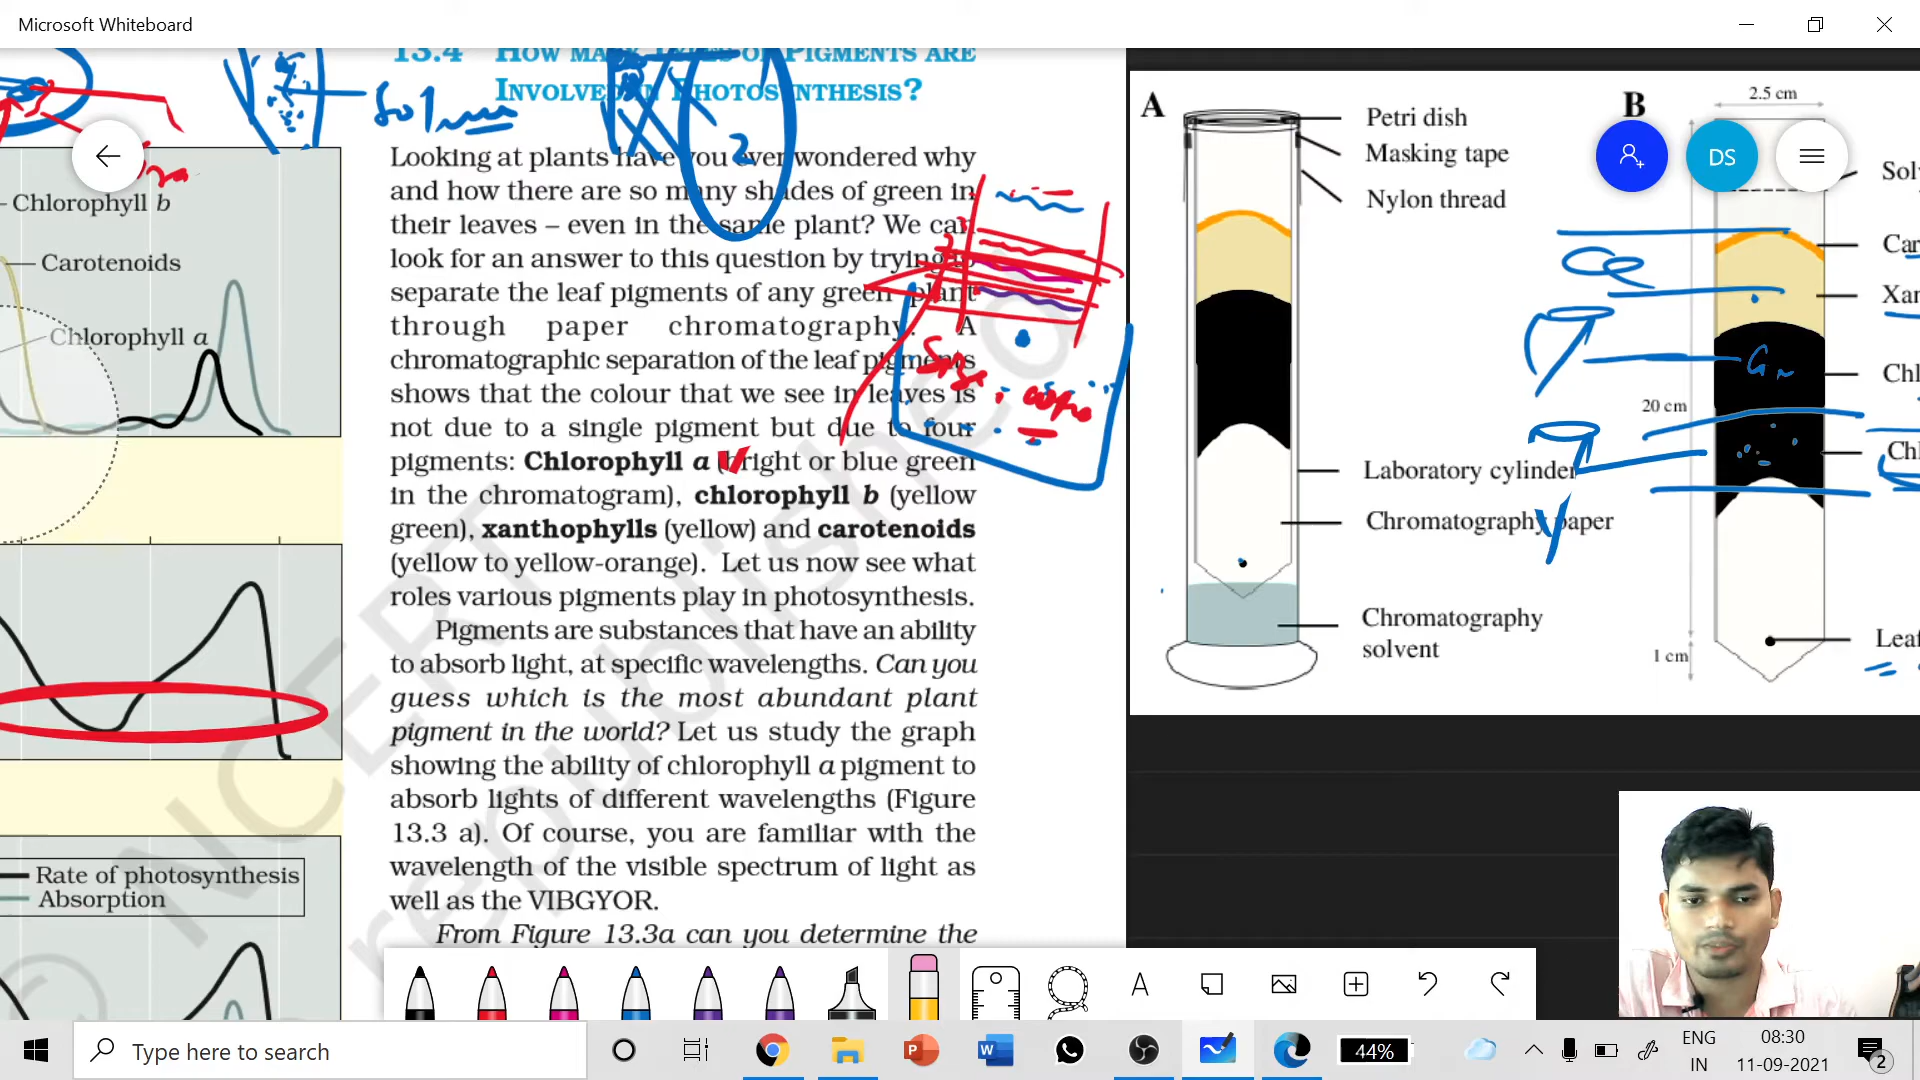 Microsoft Whiteboard
13.4 HOW MANY TYPES OF PIGMENTS ARE
INVOLVED IN PHOTOSYNTHESIS?
Looking at plants have you ever wondered why
and how there are so many shades of green in
their leaves – even in the same plant? We can
look for an answer to this question by trying to
separate the leaf pigments of any green plant
through paper chromatography. A
chromatographic separation of the leaf pigments
shows that the colour that we see in leaves is
not due to a single pigment but due to four
pigments: Chlorophyll a (bright or blue green
in the chromatogram), chlorophyll b (yellow
green), xanthophylls (yellow) and carotenoids
(yellow to yellow-orange). Let us now see what
roles various pigments play in photosynthesis.
Pigments are substances that have an ability
to absorb light, at specific wavelengths. Can you
guess which is the most abundant plant
pigment in the world? Let us study the graph
showing the ability of chlorophyll a pigment to
absorb lights of different wavelengths (Figure
13.3 a). Of course, you are familiar with the
wavelength of the visible spectrum of light as
well as the VIBGYOR.
From Figure 13.3a can you determine the
Chlorophyll b
Carotenoids
Chlorophyll a
Rate of photosynthesis
Absorption
© NCERT
republished
2
A
Petri dish
Masking tape
Nylon thread
Laboratory cylinder
Chromatography paper
Chromatography
solvent
B
2.5 cm
20 cm
1 cm
Sol
Car
Xan
Chl
Chl
Leaf
Y
DS
A
Type here to search
44%
ENG
IN
08:30
11-09-2021
2